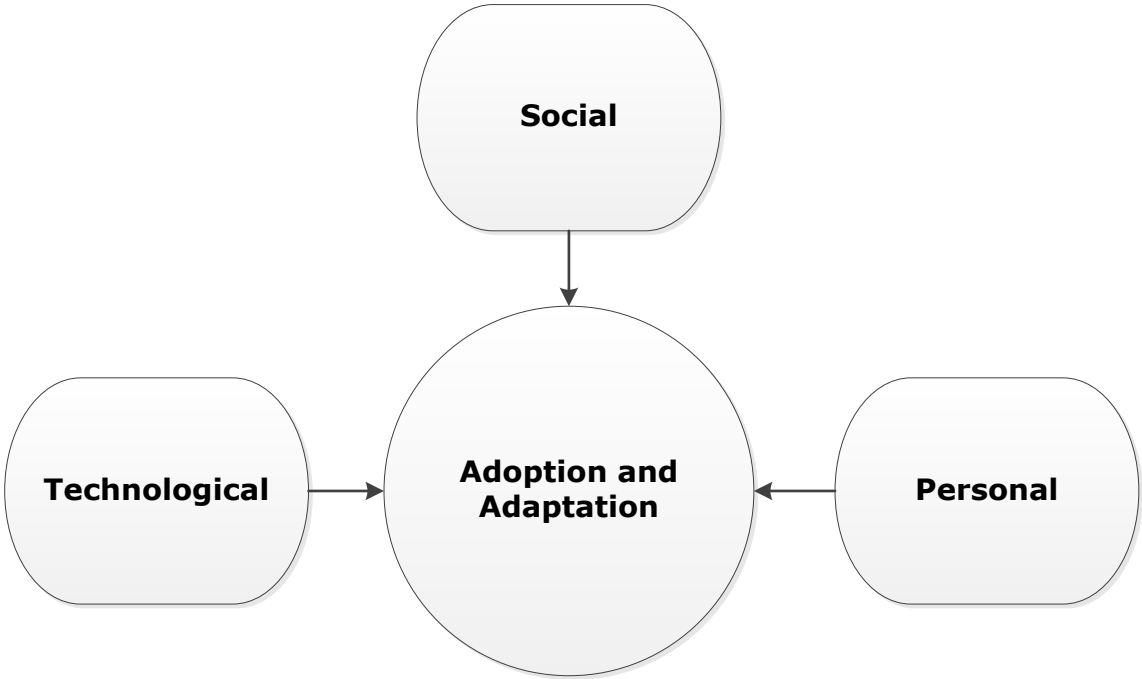 Social
Technological
Adoption and
Adaptation
Personal